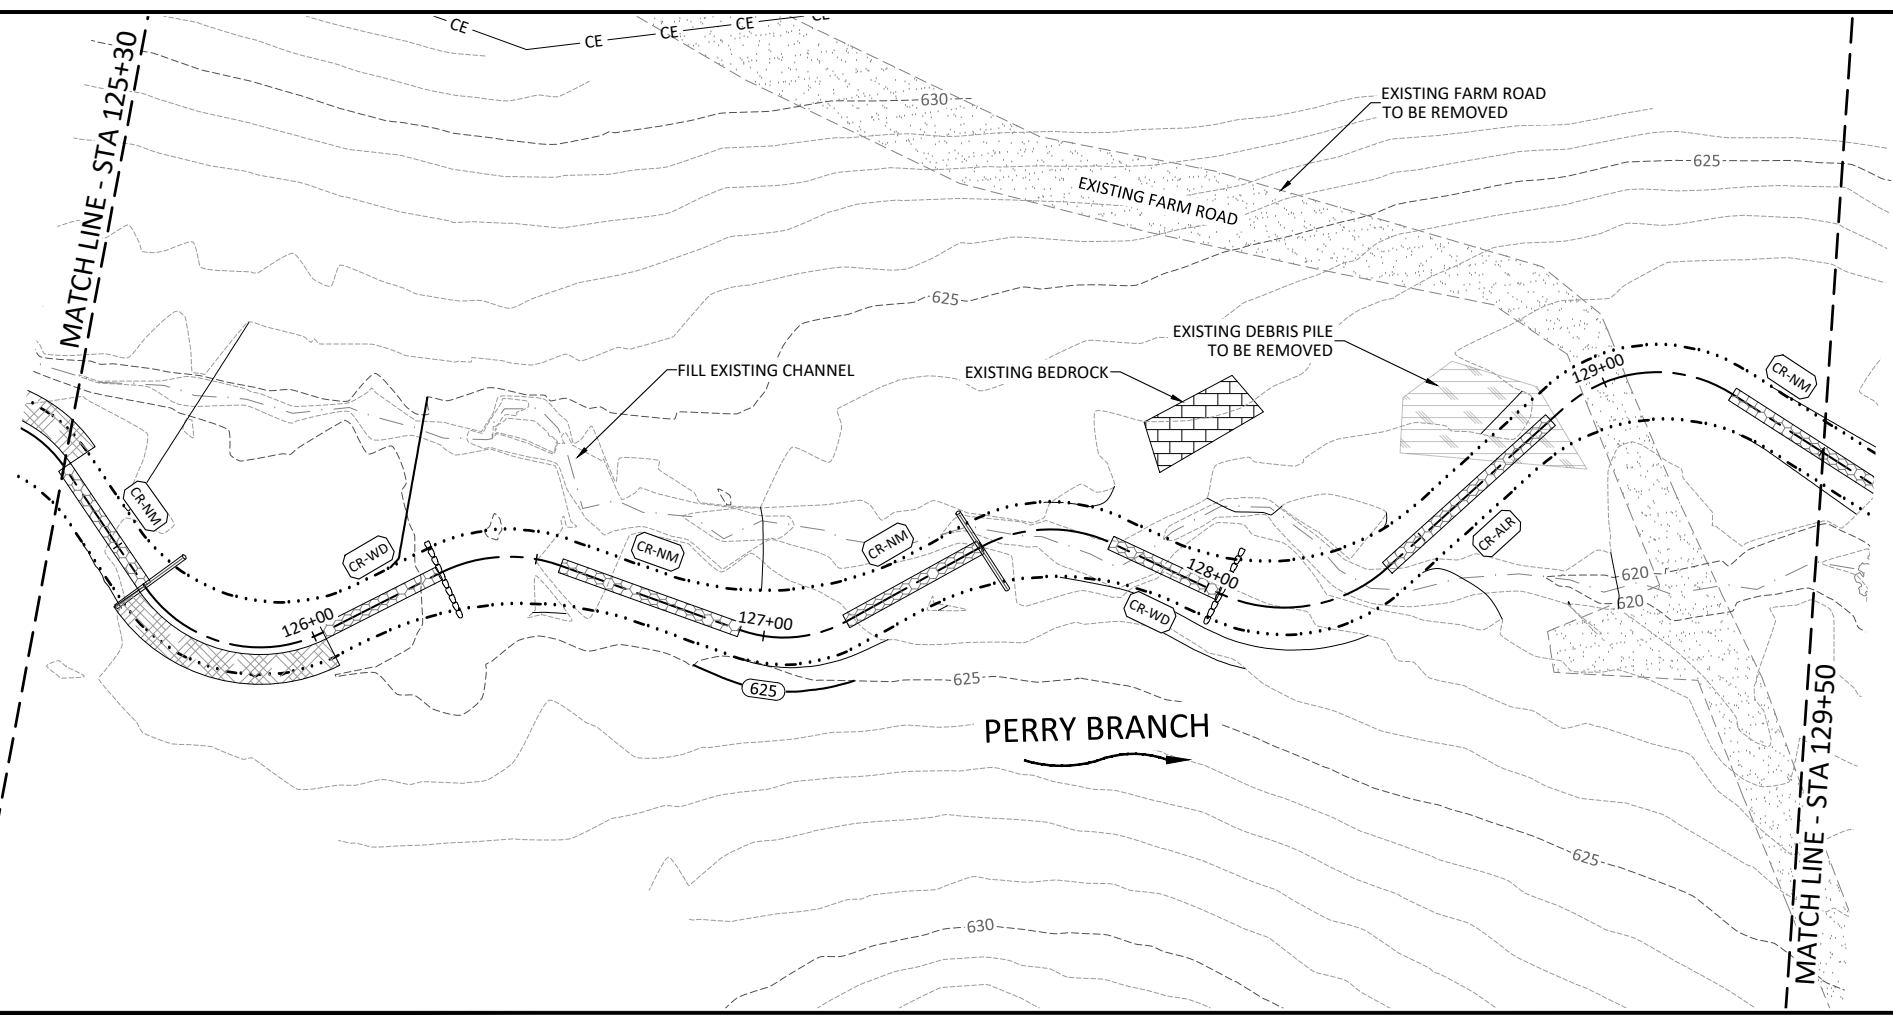 CE
CE
CE
CE
CE
MATCH LINE - STA 125+30
630
EXISTING FARM ROAD
TO BE REMOVED
625
EXISTING FARM ROAD
625
EXISTING DEBRIS PILE
TO BE REMOVED
FILL EXISTING CHANNEL
EXISTING BEDROCK
129+00
CR-NM
CR-NM
CR-WD
CR-NM
CR-NM
CR-ALR
128+00
620
620
CR-WD
126+00
127+00
625
625
PERRY BRANCH
625
630
MATCH LINE - STA 129+50